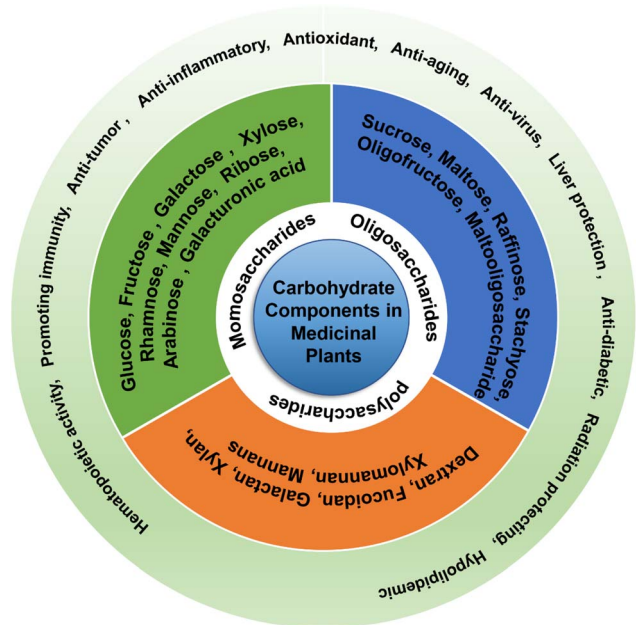 Hematopoietic activity, Promoting immunity, Anti-tumor , Anti-inflammatory, Antioxidant, Anti-aging, Anti-virus, Liver protection , Anti-diabetic, Radiation protecting, Hypolipidemic
Glucose, Fructose , Galactose , Xylose,
Rhamnose, Mannose , Ribose,
Arabinose , Galacturonic acid
Sucrose, Maltose, Raffinose, Stachyose,
Oligofructose, Maltooligosaccharide
Momosaccharides
Oligosaccharides
polysaccharides
Carbohydrate
Components in
Medicinal
Plants
Dextran, Fucoidan, Galactan, Xylan,
Xylomannan, Mannans